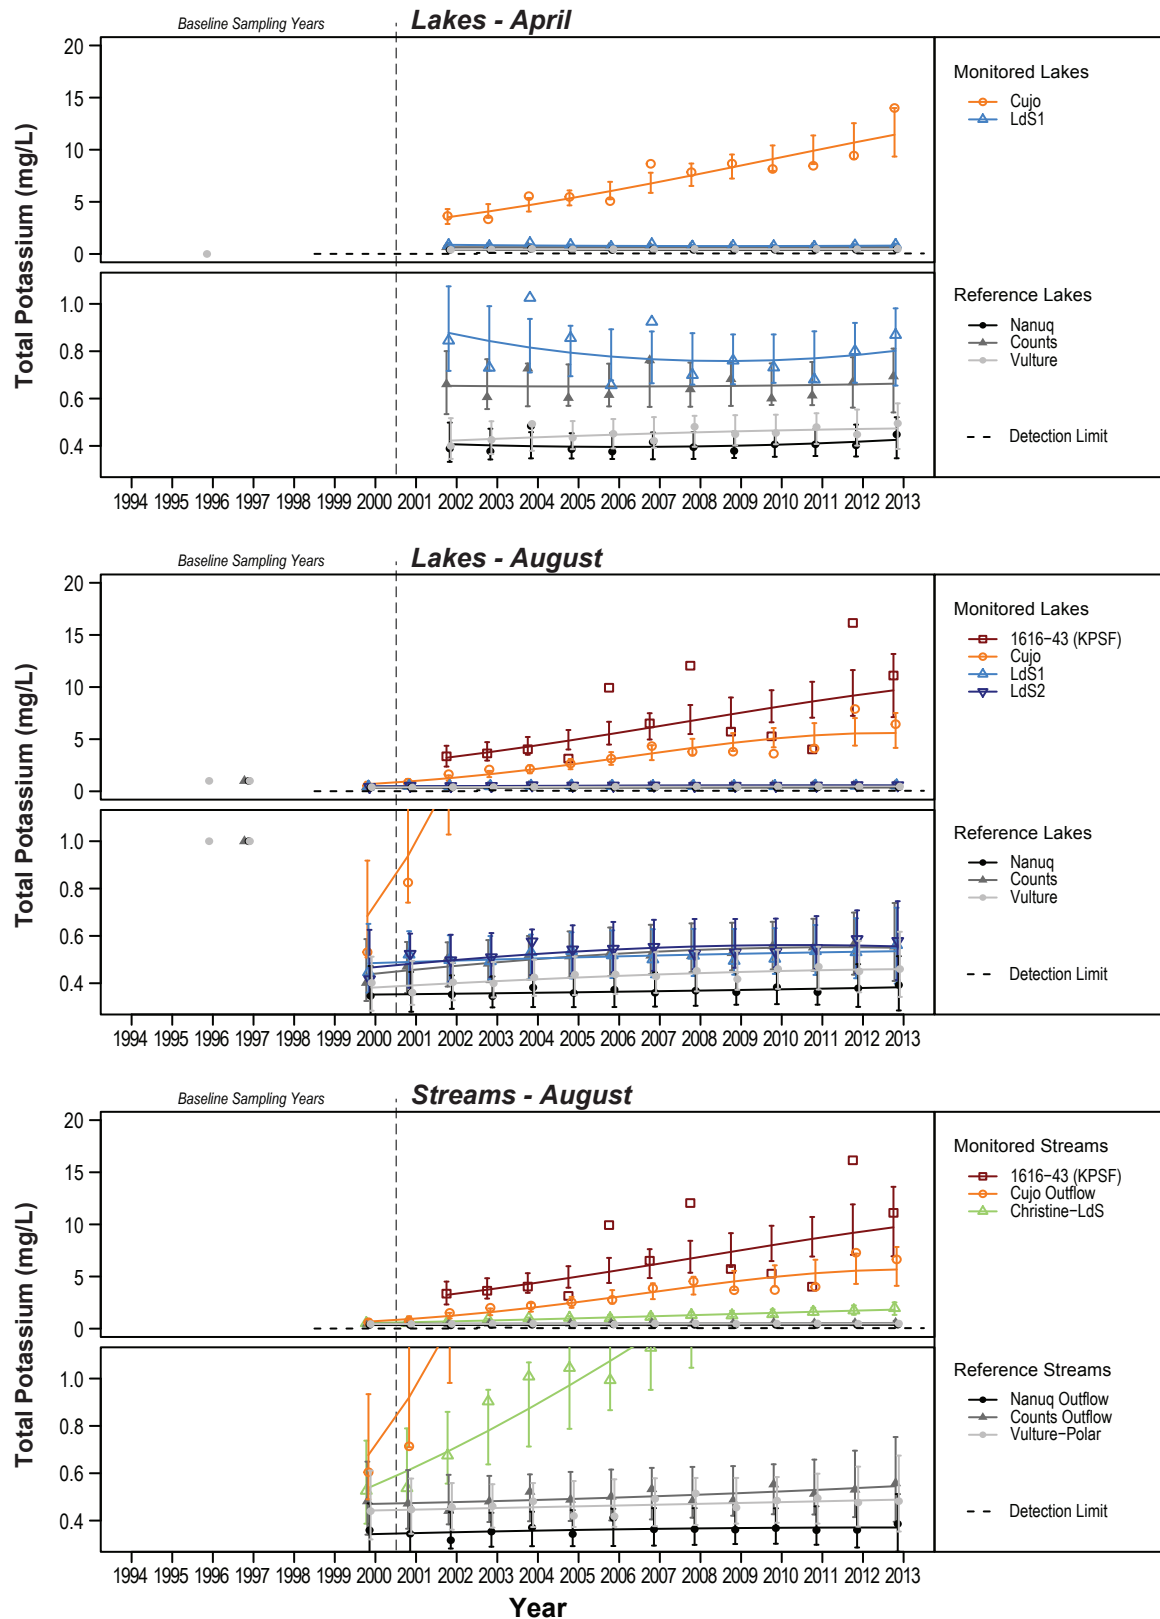 Baseline Sampling Years
Lakes - April
Total Potassium (mg/L)
20
15
10
5
0
1.0
0.8
0.6
0.4
1994 1995 1996 1997 1998 1999 2000 2001 2002 2003 2004 2005 2006 2007 2008 2009 2010 2011 2012 2013
Monitored Lakes
Cujo
LdS1
Reference Lakes
Nanuq
Counts
Vulture
Detection Limit
Baseline Sampling Years
Lakes - August
Total Potassium (mg/L)
20
15
10
5
0
1.0
0.8
0.6
0.4
1994 1995 1996 1997 1998 1999 2000 2001 2002 2003 2004 2005 2006 2007 2008 2009 2010 2011 2012 2013
Monitored Lakes
1616-43 (KPSF)
Cujo
LdS1
LdS2
Reference Lakes
Nanuq
Counts
Vulture
Detection Limit
Baseline Sampling Years
Streams - August
Total Potassium (mg/L)
20
15
10
5
0
1.0
0.8
0.6
0.4
1994 1995 1996 1997 1998 1999 2000 2001 2002 2003 2004 2005 2006 2007 2008 2009 2010 2011 2012 2013
Year
Monitored Streams
1616-43 (KPSF)
Cujo Outflow
Christine-LdS
Reference Streams
Nanuq Outflow
Counts Outflow
Vulture-Polar
Detection Limit